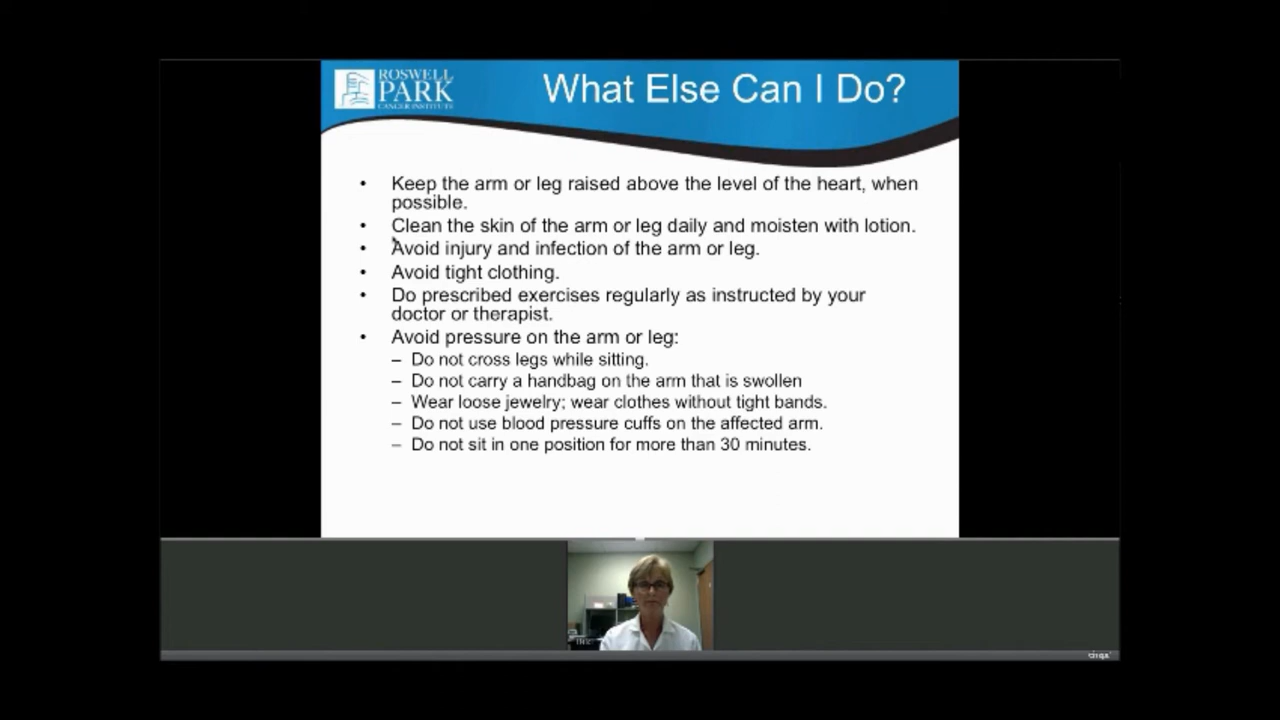 ROSWELL
PARK
CANCER INSTITUTE
What Else Can I Do?
• Keep the arm or leg raised above the level of the heart, when
possible.
• Clean the skin of the arm or leg daily and moisten with lotion.
• Avoid injury and infection of the arm or leg.
• Avoid tight clothing.
• Do prescribed exercises regularly as instructed by your
doctor or therapist.
• Avoid pressure on the arm or leg:
– Do not cross legs while sitting.
– Do not carry a handbag on the arm that is swollen
– Wear loose jewelry; wear clothes without tight bands.
– Do not use blood pressure cuffs on the affected arm.
– Do not sit in one position for more than 30 minutes.